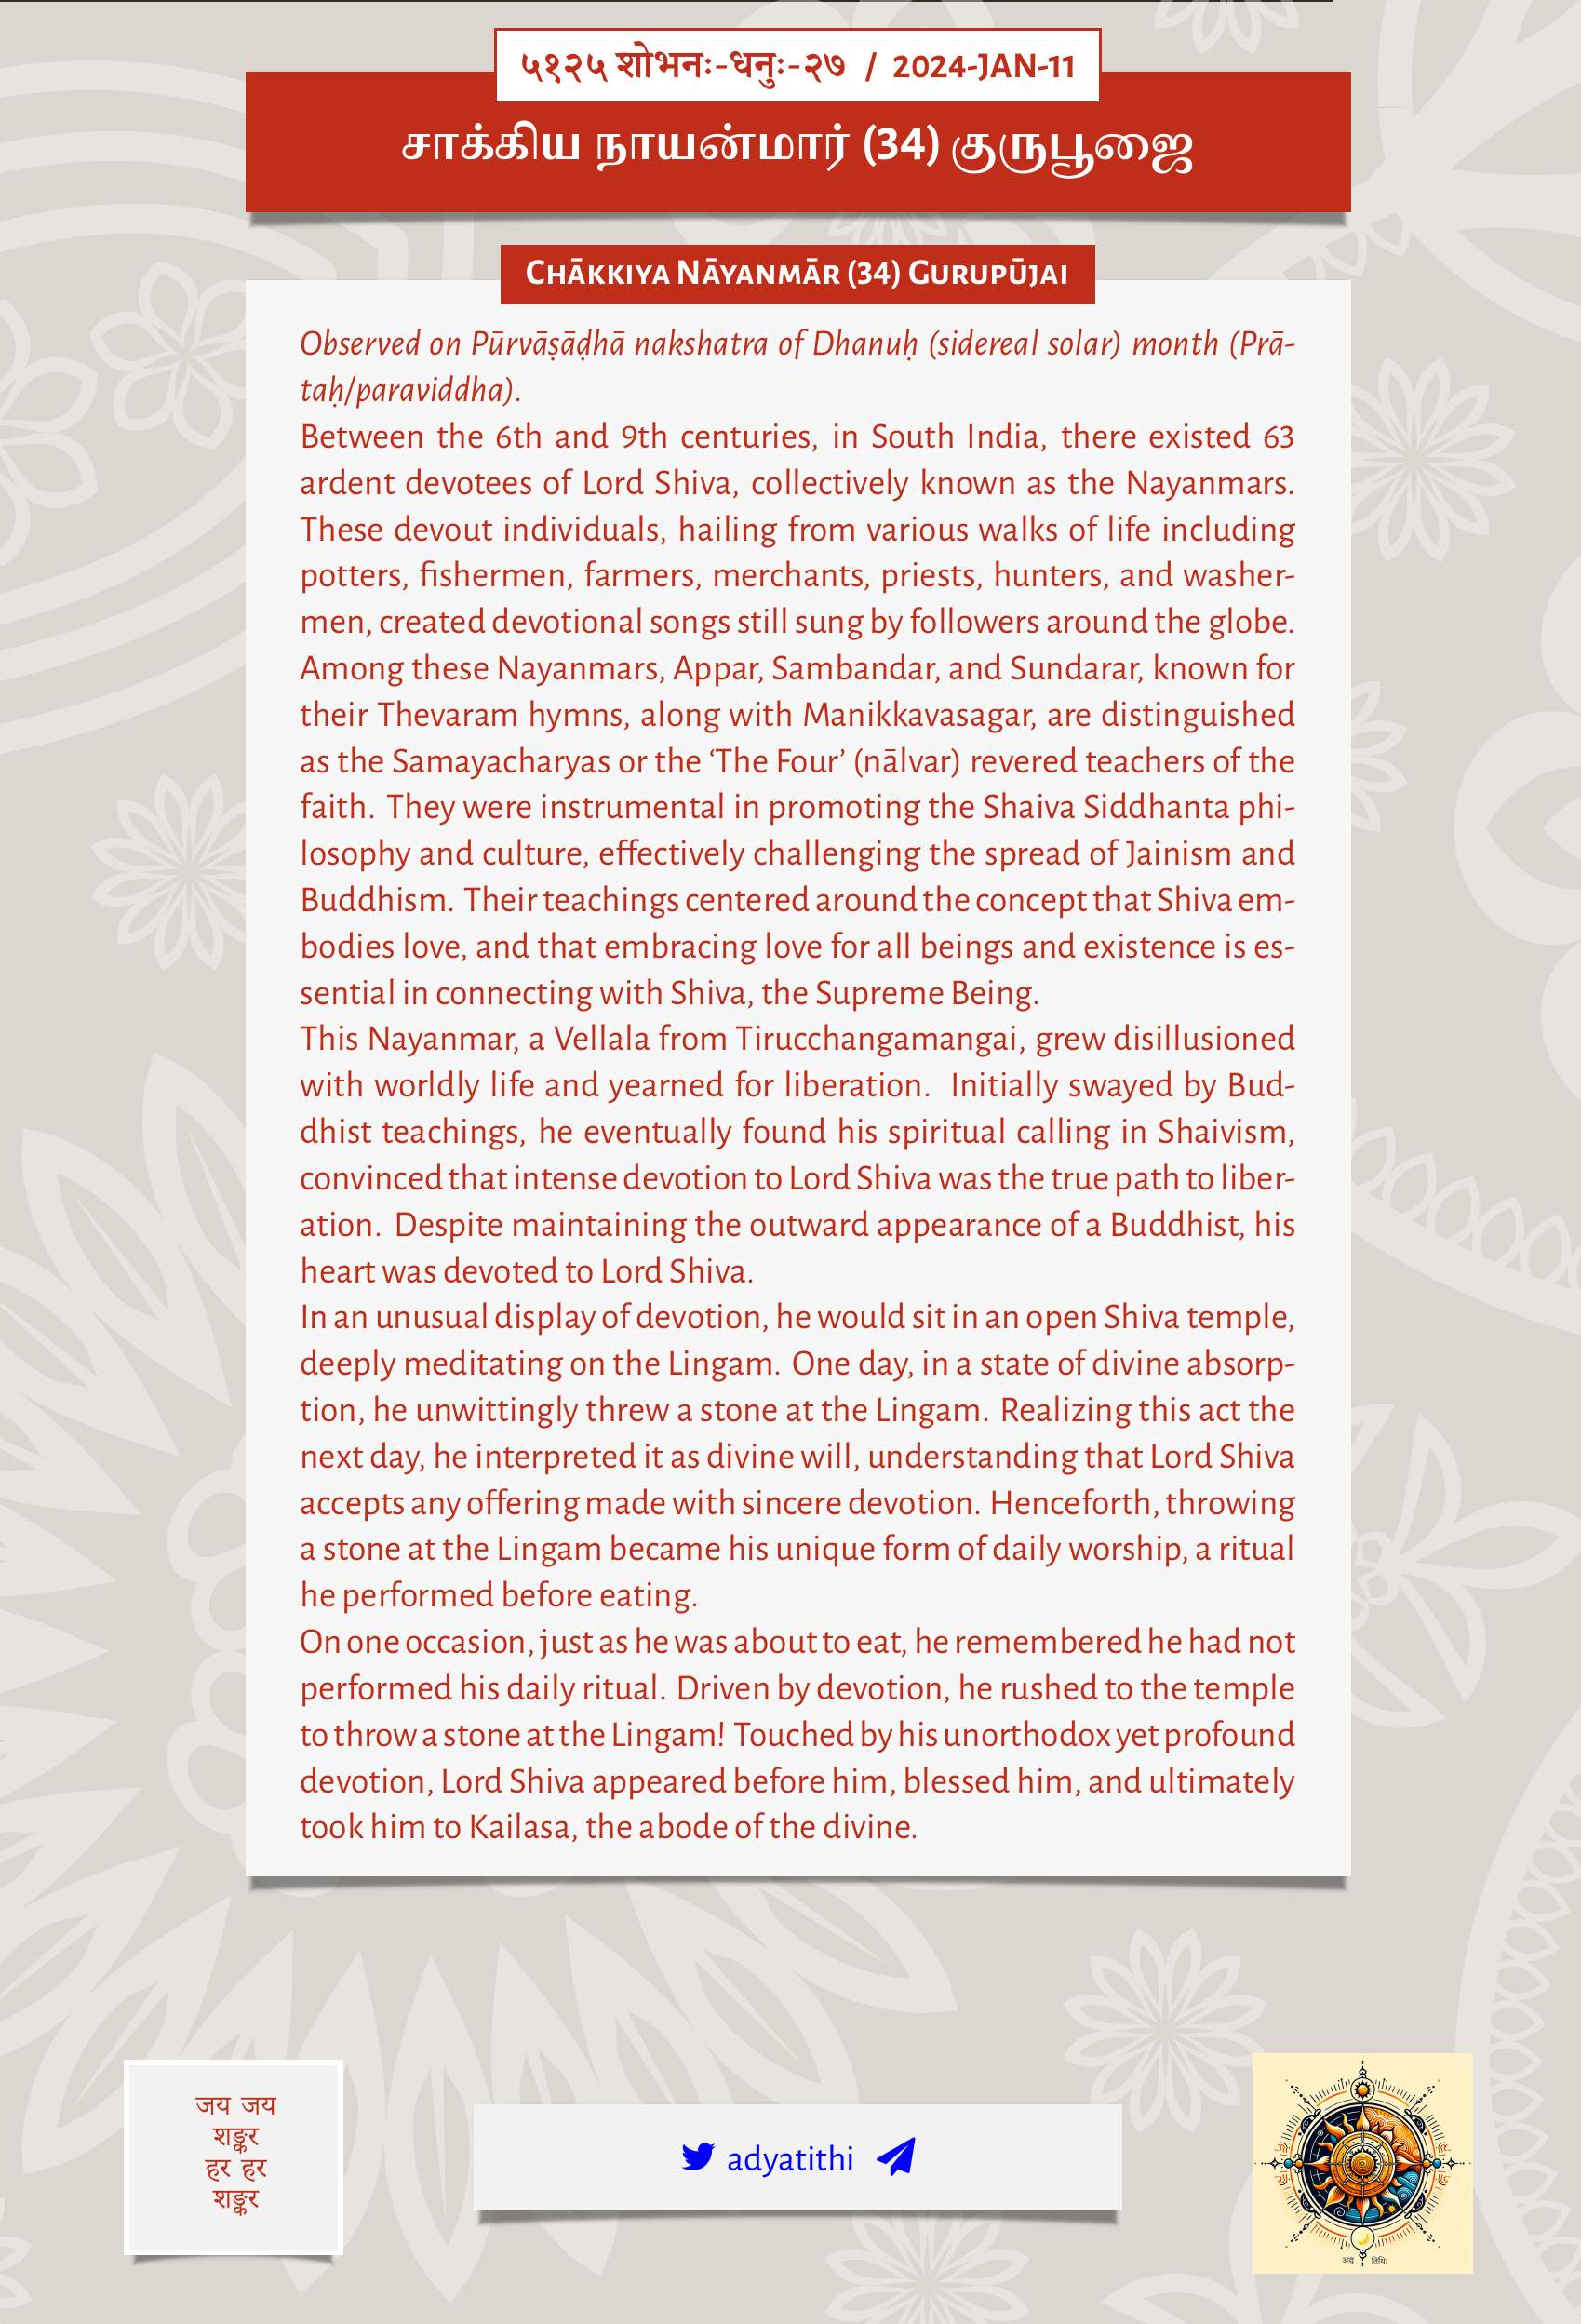 ५१२५ शोभनः-धनुः-२७ / 2024-JAN-11
சாக்கிய நாயன்மார் (34) குருபூஜை
Chākkiya Nāyanmār (34) Gurupūjai
Observed on Pūrvāṣāḍhā nakshatra of Dhanuḥ (sidereal solar) month (Prā-
taḥ/paraviddha).
Between the 6th and 9th centuries, in South India, there existed 63
ardent devotees of Lord Shiva, collectively known as the Nayanmars.
These devout individuals, hailing from various walks of life including
potters, fishermen, farmers, merchants, priests, hunters, and washer-
men, created devotional songs still sung by followers around the globe.
Among these Nayanmars, Appar, Sambandar, and Sundarar, known for
their Thevaram hymns, along with Manikkavasagar, are distinguished
as the Samayacharyas or the ‘The Four’ (nālvar) revered teachers of the
faith. They were instrumental in promoting the Shaiva Siddhanta phi-
losophy and culture, effectively challenging the spread of Jainism and
Buddhism. Their teachings centered around the concept that Shiva em-
bodies love, and that embracing love for all beings and existence is es-
sential in connecting with Shiva, the Supreme Being.
This Nayanmar, a Vellala from Tirucchangamangai, grew disillusioned
with worldly life and yearned for liberation. Initially swayed by Bud-
dhist teachings, he eventually found his spiritual calling in Shaivism,
convinced that intense devotion to Lord Shiva was the true path to liber-
ation. Despite maintaining the outward appearance of a Buddhist, his
heart was devoted to Lord Shiva.
In an unusual display of devotion, he would sit in an open Shiva temple,
deeply meditating on the Lingam. One day, in a state of divine absorp-
tion, he unwittingly threw a stone at the Lingam. Realizing this act the
next day, he interpreted it as divine will, understanding that Lord Shiva
accepts any offering made with sincere devotion. Henceforth, throwing
a stone at the Lingam became his unique form of daily worship, a ritual
he performed before eating.
On one occasion, just as he was about to eat, he remembered he had not
performed his daily ritual. Driven by devotion, he rushed to the temple
to throw a stone at the Lingam! Touched by his unorthodox yet profound
devotion, Lord Shiva appeared before him, blessed him, and ultimately
took him to Kailasa, the abode of the divine.
जय जय
शङ्कर
हर हर
शङ्कर
adyatithi
अद्य तिथिः